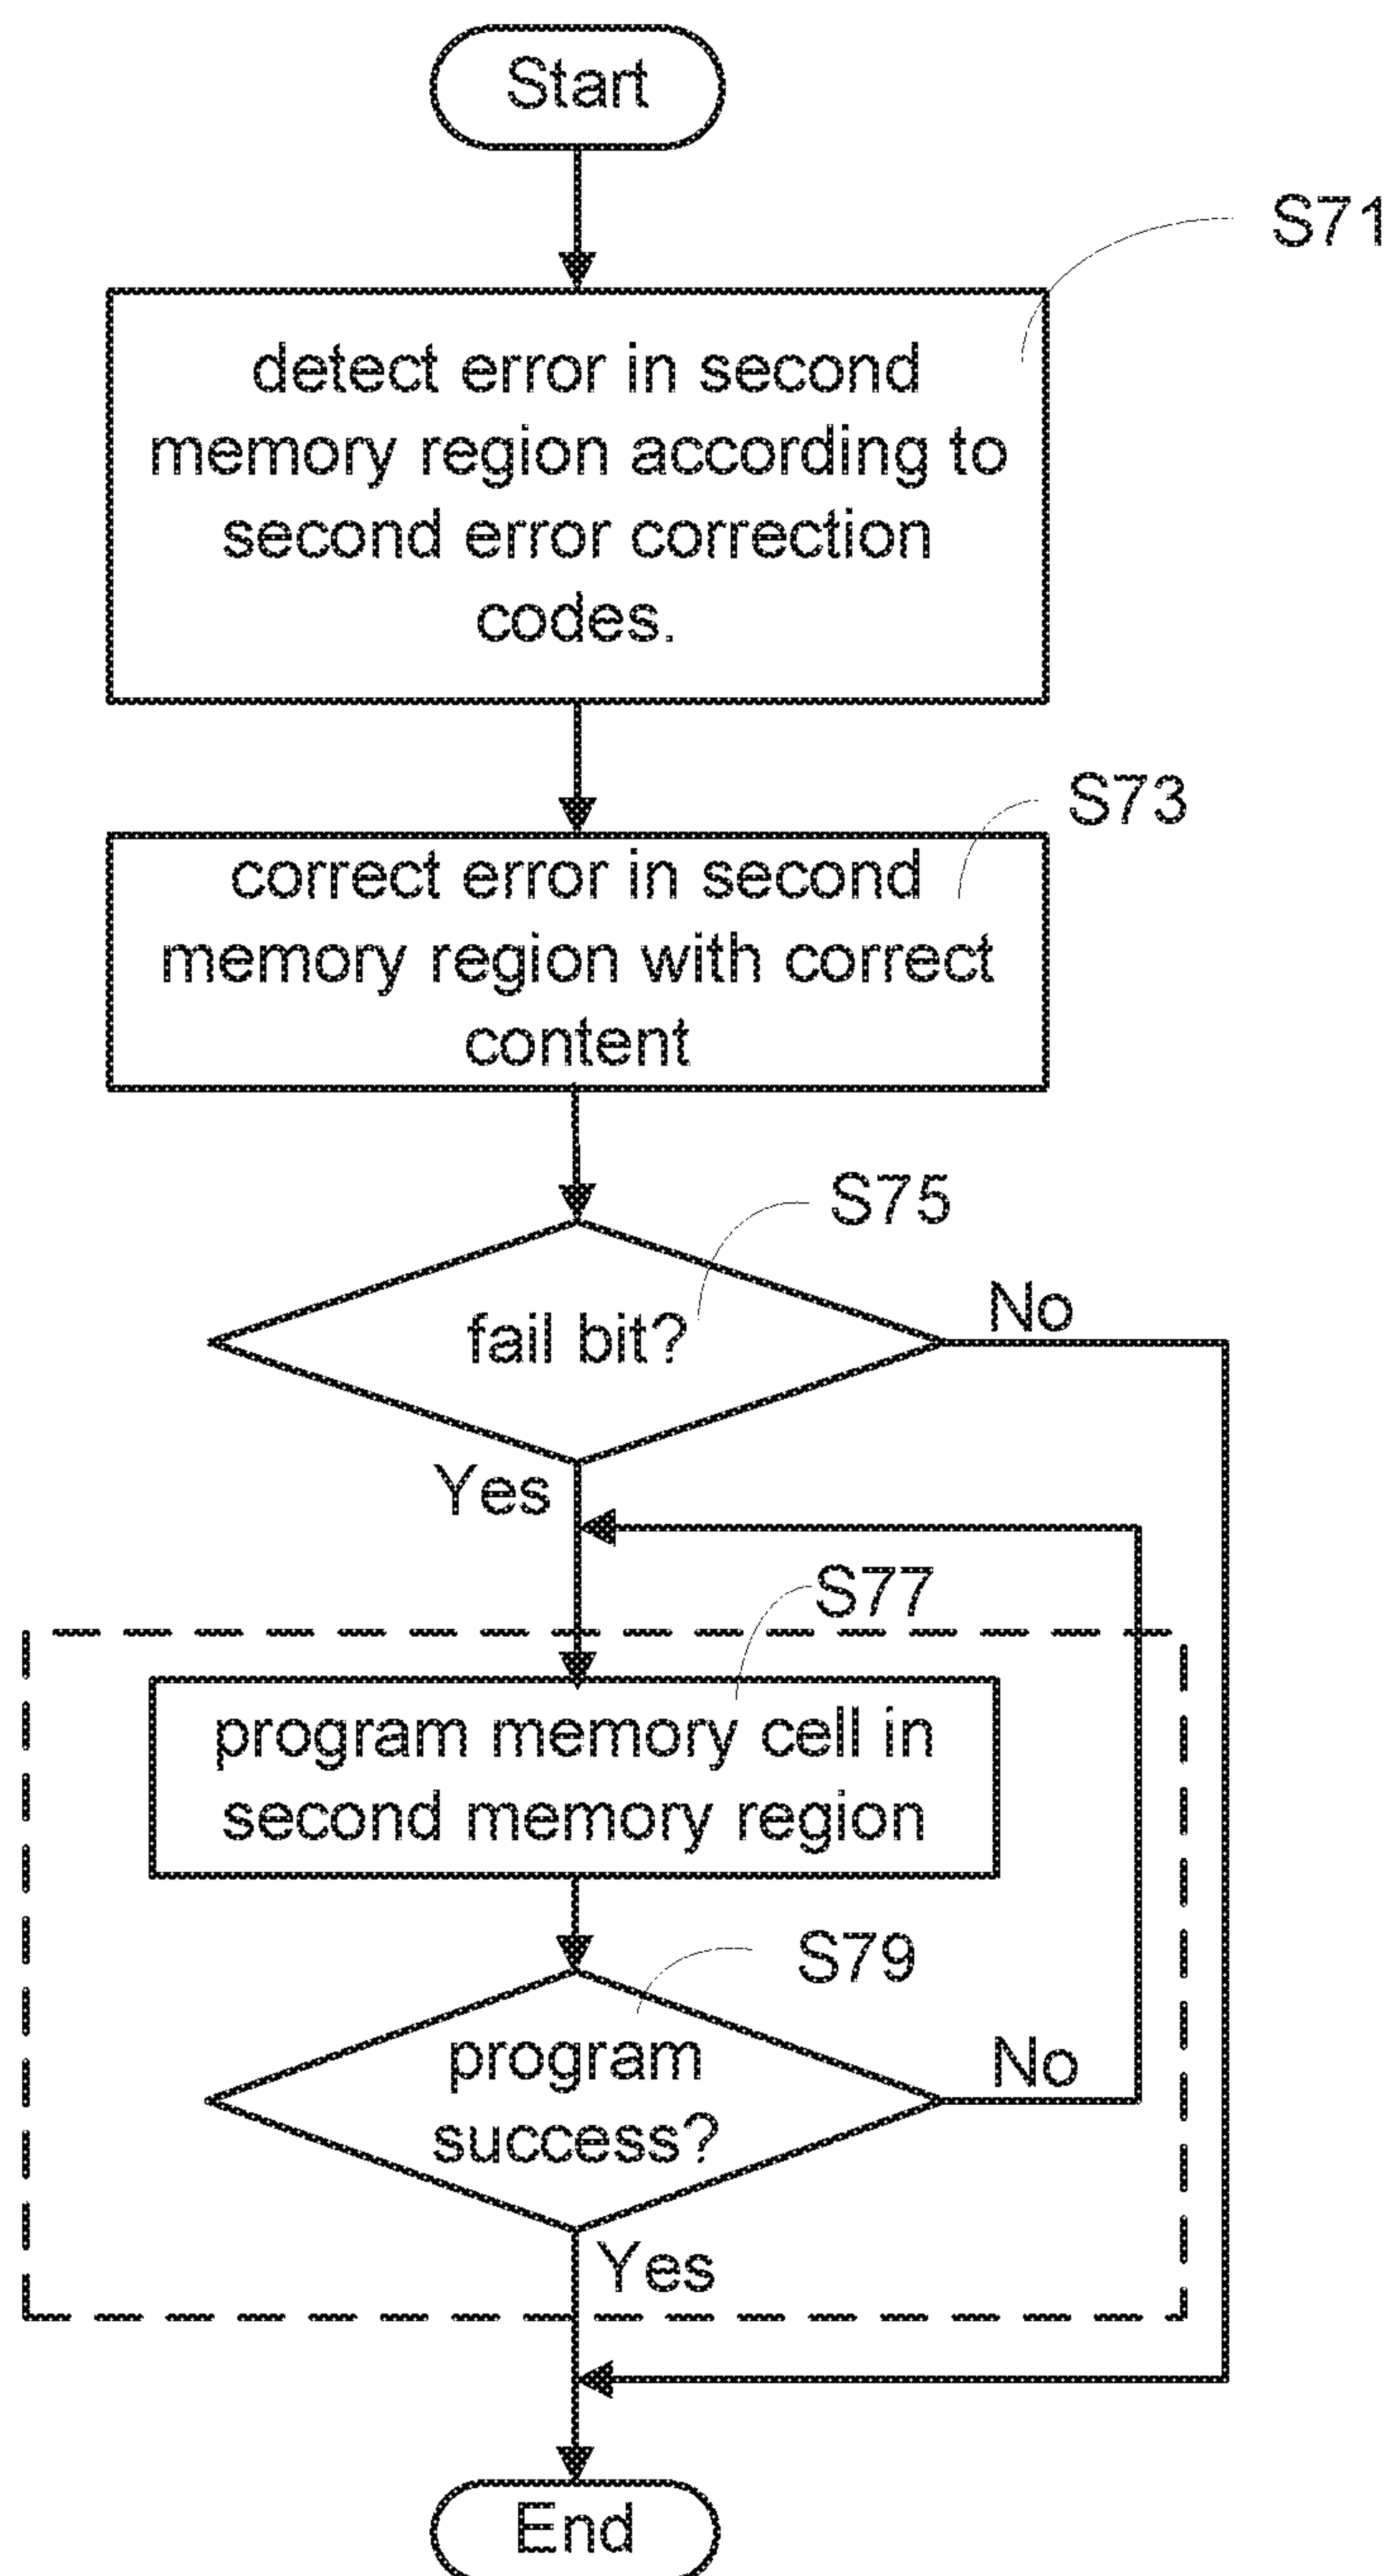 Start
S71
detect error in second
memory region according to
second error correction
codes.
S73
correct error in second
memory region with correct
content
S75
fail bit?
No
Yes
S77
program memory cell in
second memory region
S79
program
success?
No
Yes
End